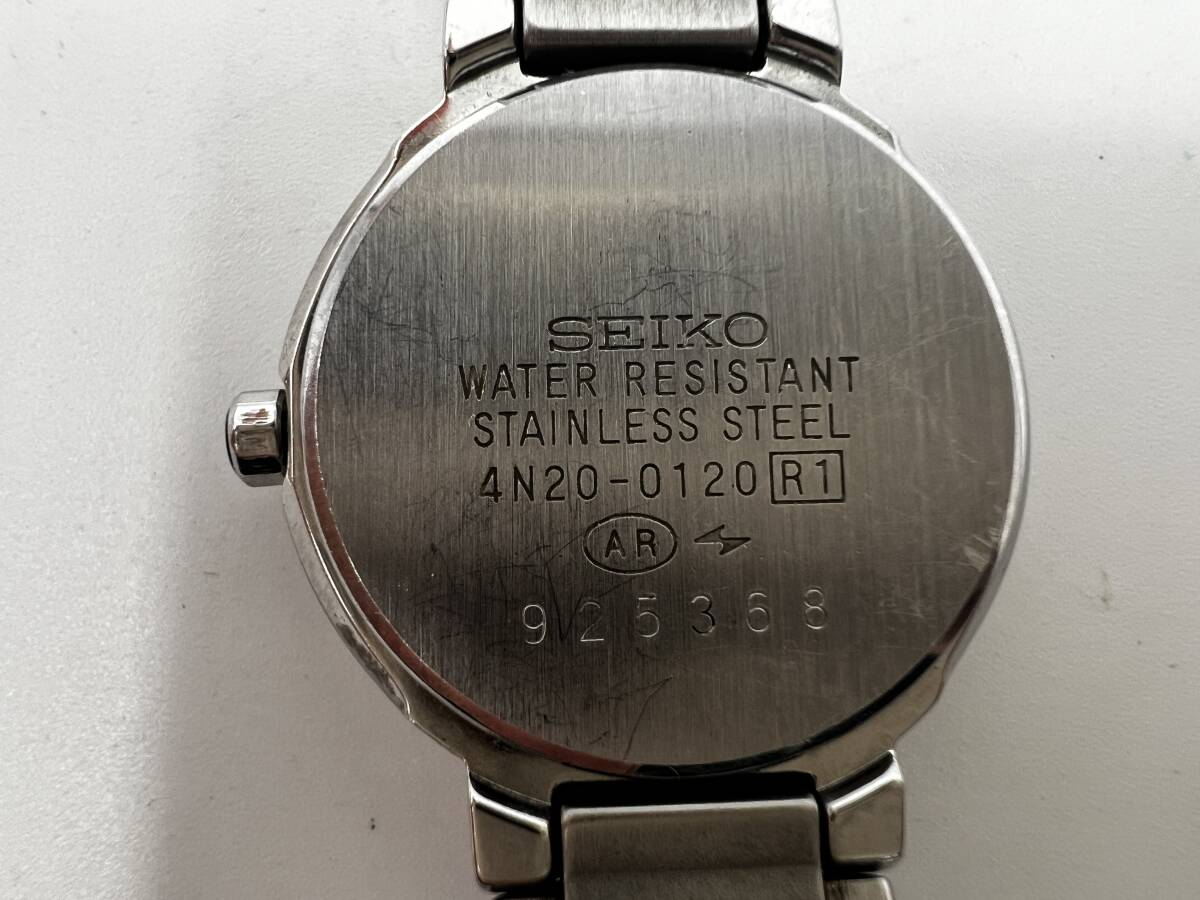 SEIKO
WATER RESISTANT
STAINLESS STEEL
4N20-0120 R1
AR
925368